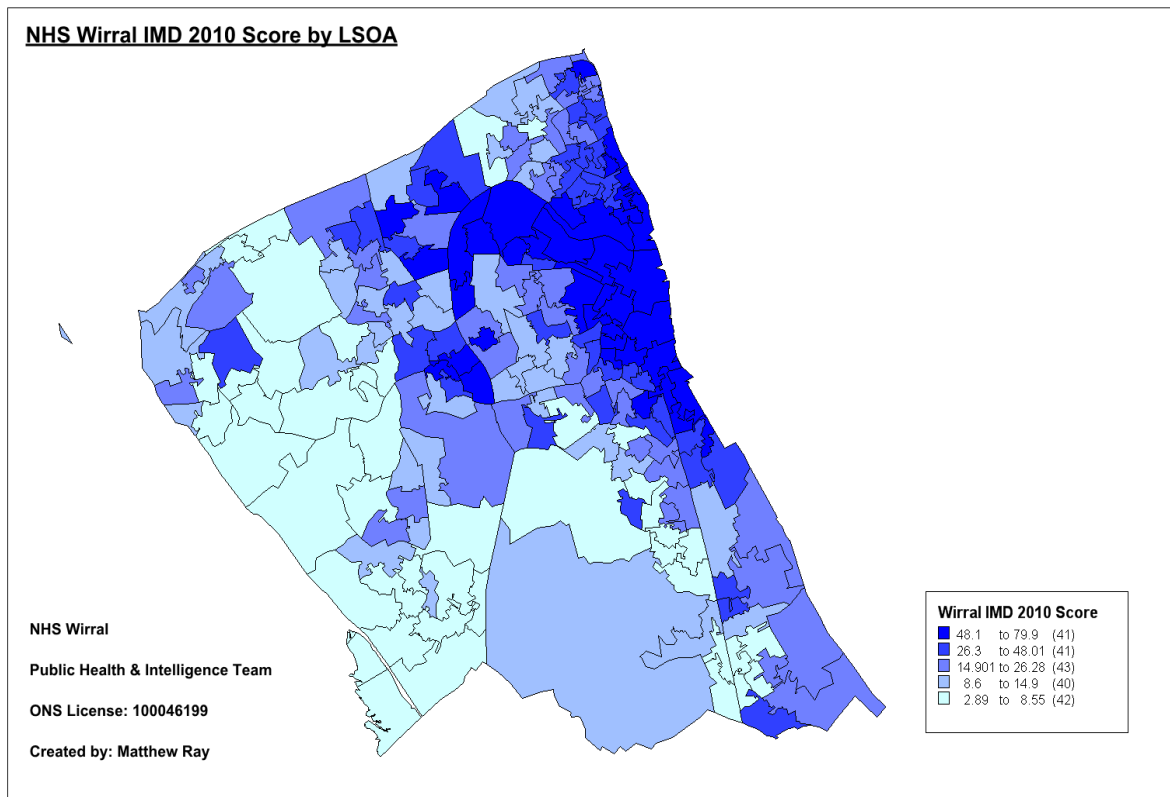 NHS Wirral IMD 2010 Score by LSOA
NHS Wirral
Public Health & Intelligence Team
ONS License: 100046199
Created by: Matthew Ray
Wirral IMD 2010 Score
48.1 to 79.9 (41)
26.3 to 48.01 (41)
14.901 to 26.28 (43)
8.6 to 14.9 (40)
2.89 to 8.55 (42)